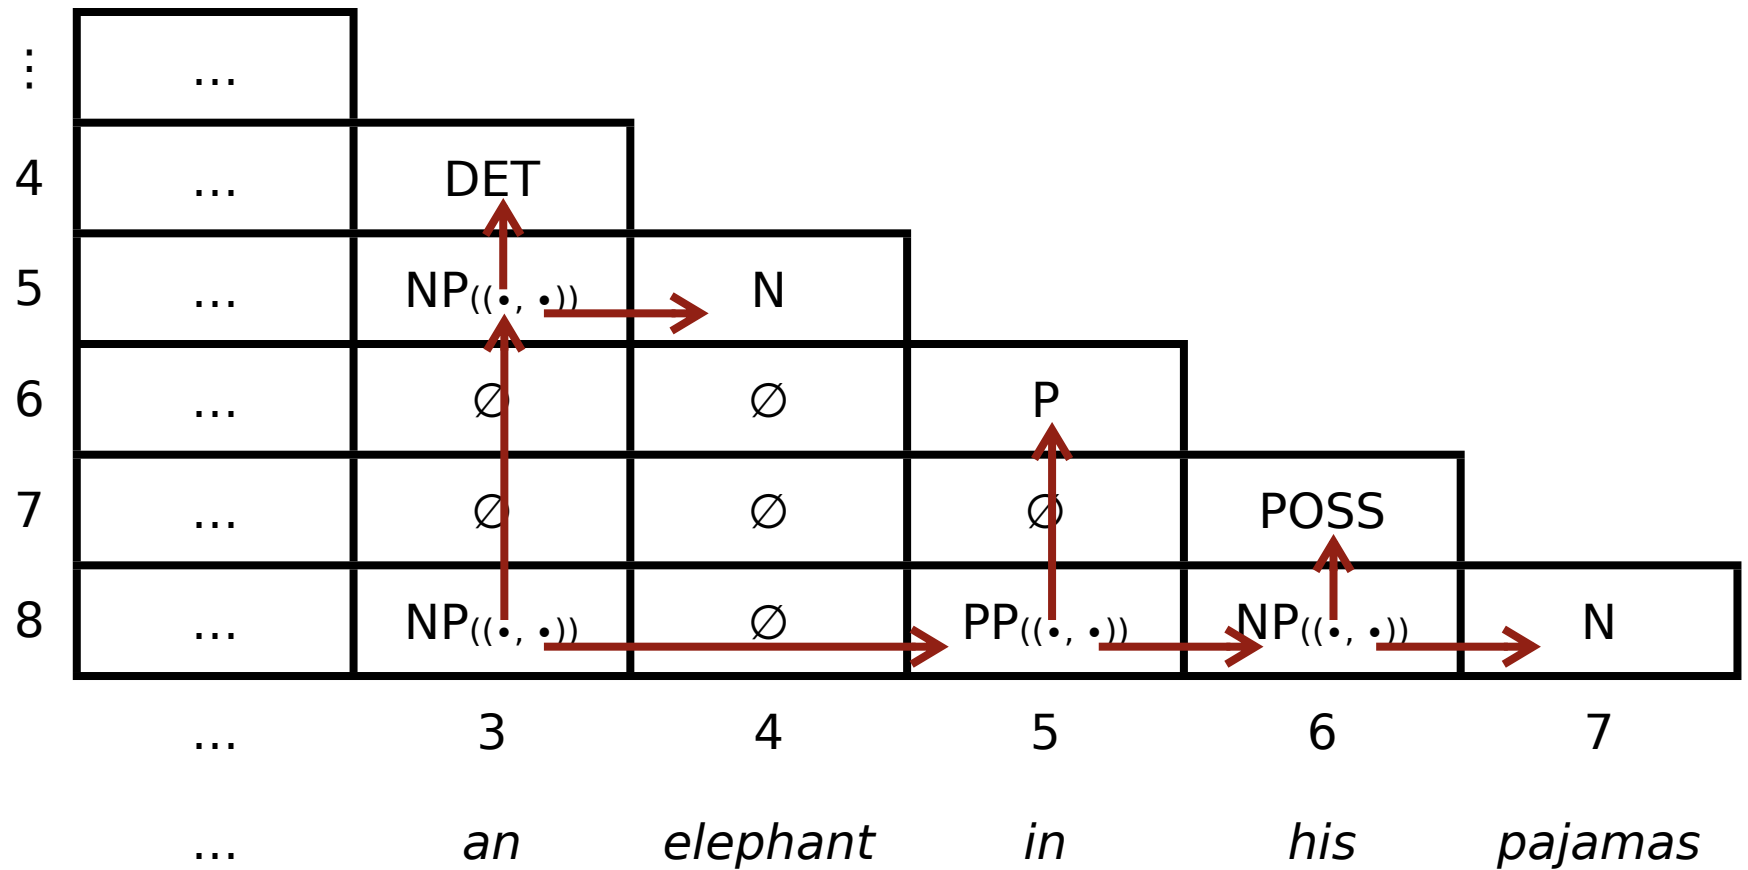 ⋮ ...
4 ... DET
5 ... NP((•, •)) N
6 ... ∅ ∅ P
7 ... ∅ ∅ ∅ POSS
8 ... NP((•, •)) ∅ PP((•, •)) NP((•, •)) N
... 3 4 5 6 7
... an elephant in his pajamas